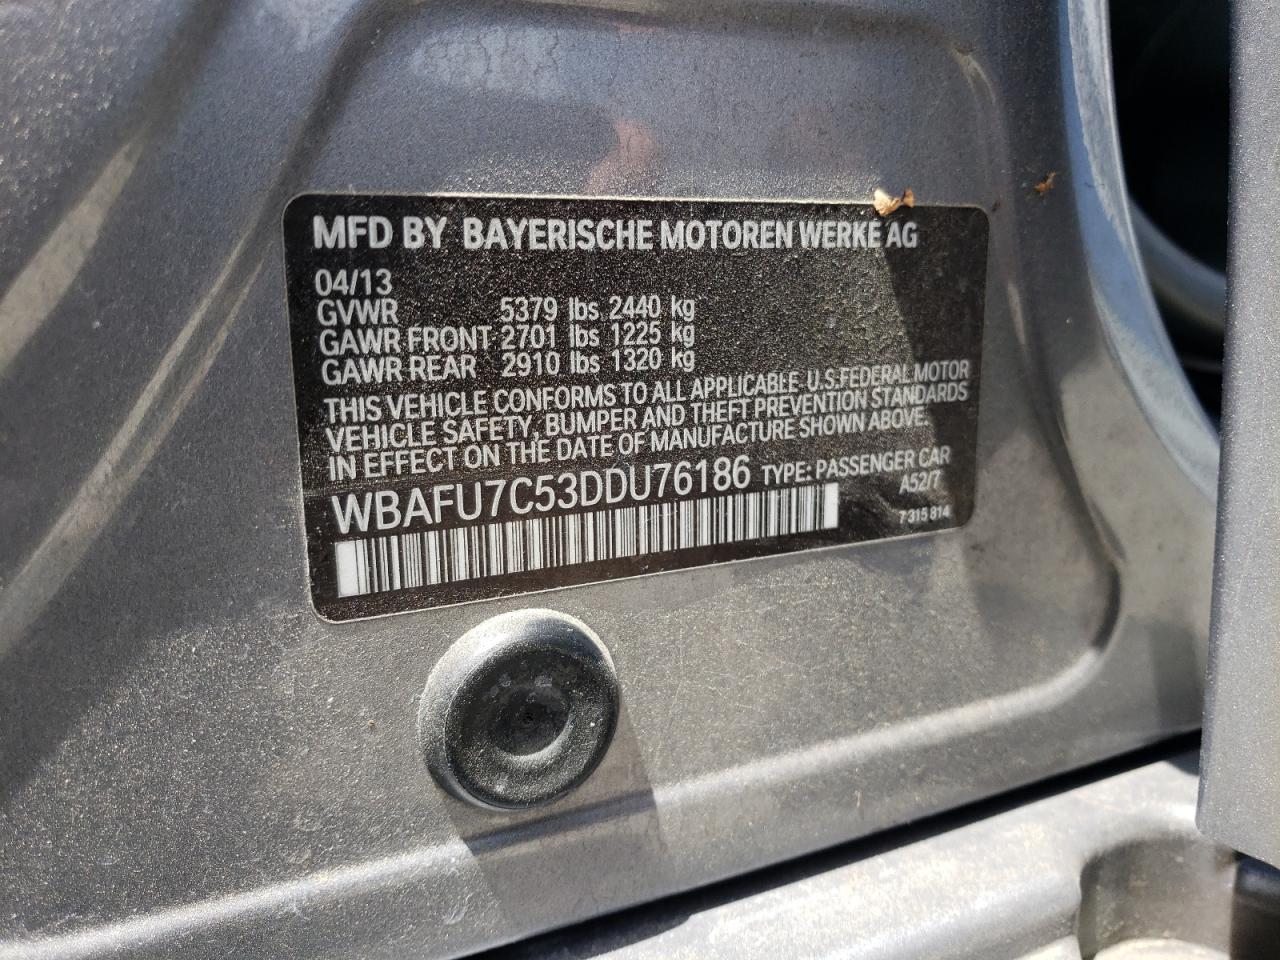 MFD BY BAYERISCHE MOTOREN WERKE AG
04/13
GVWR 5379 lbs 2440 kg
GAWR FRONT 2701 lbs 1225 kg
GAWR REAR 2910 lbs 1320 kg
THIS VEHICLE CONFORMS TO ALL APPLICABLE U.S.FEDERAL MOTOR
VEHICLE SAFETY, BUMPER AND THEFT PREVENTION STANDARDS
IN EFFECT ON THE DATE OF MANUFACTURE SHOWN ABOVE.
WBAFU7C53DDU76186 TYPE: PASSENGER CAR
A52/7
7 315 814